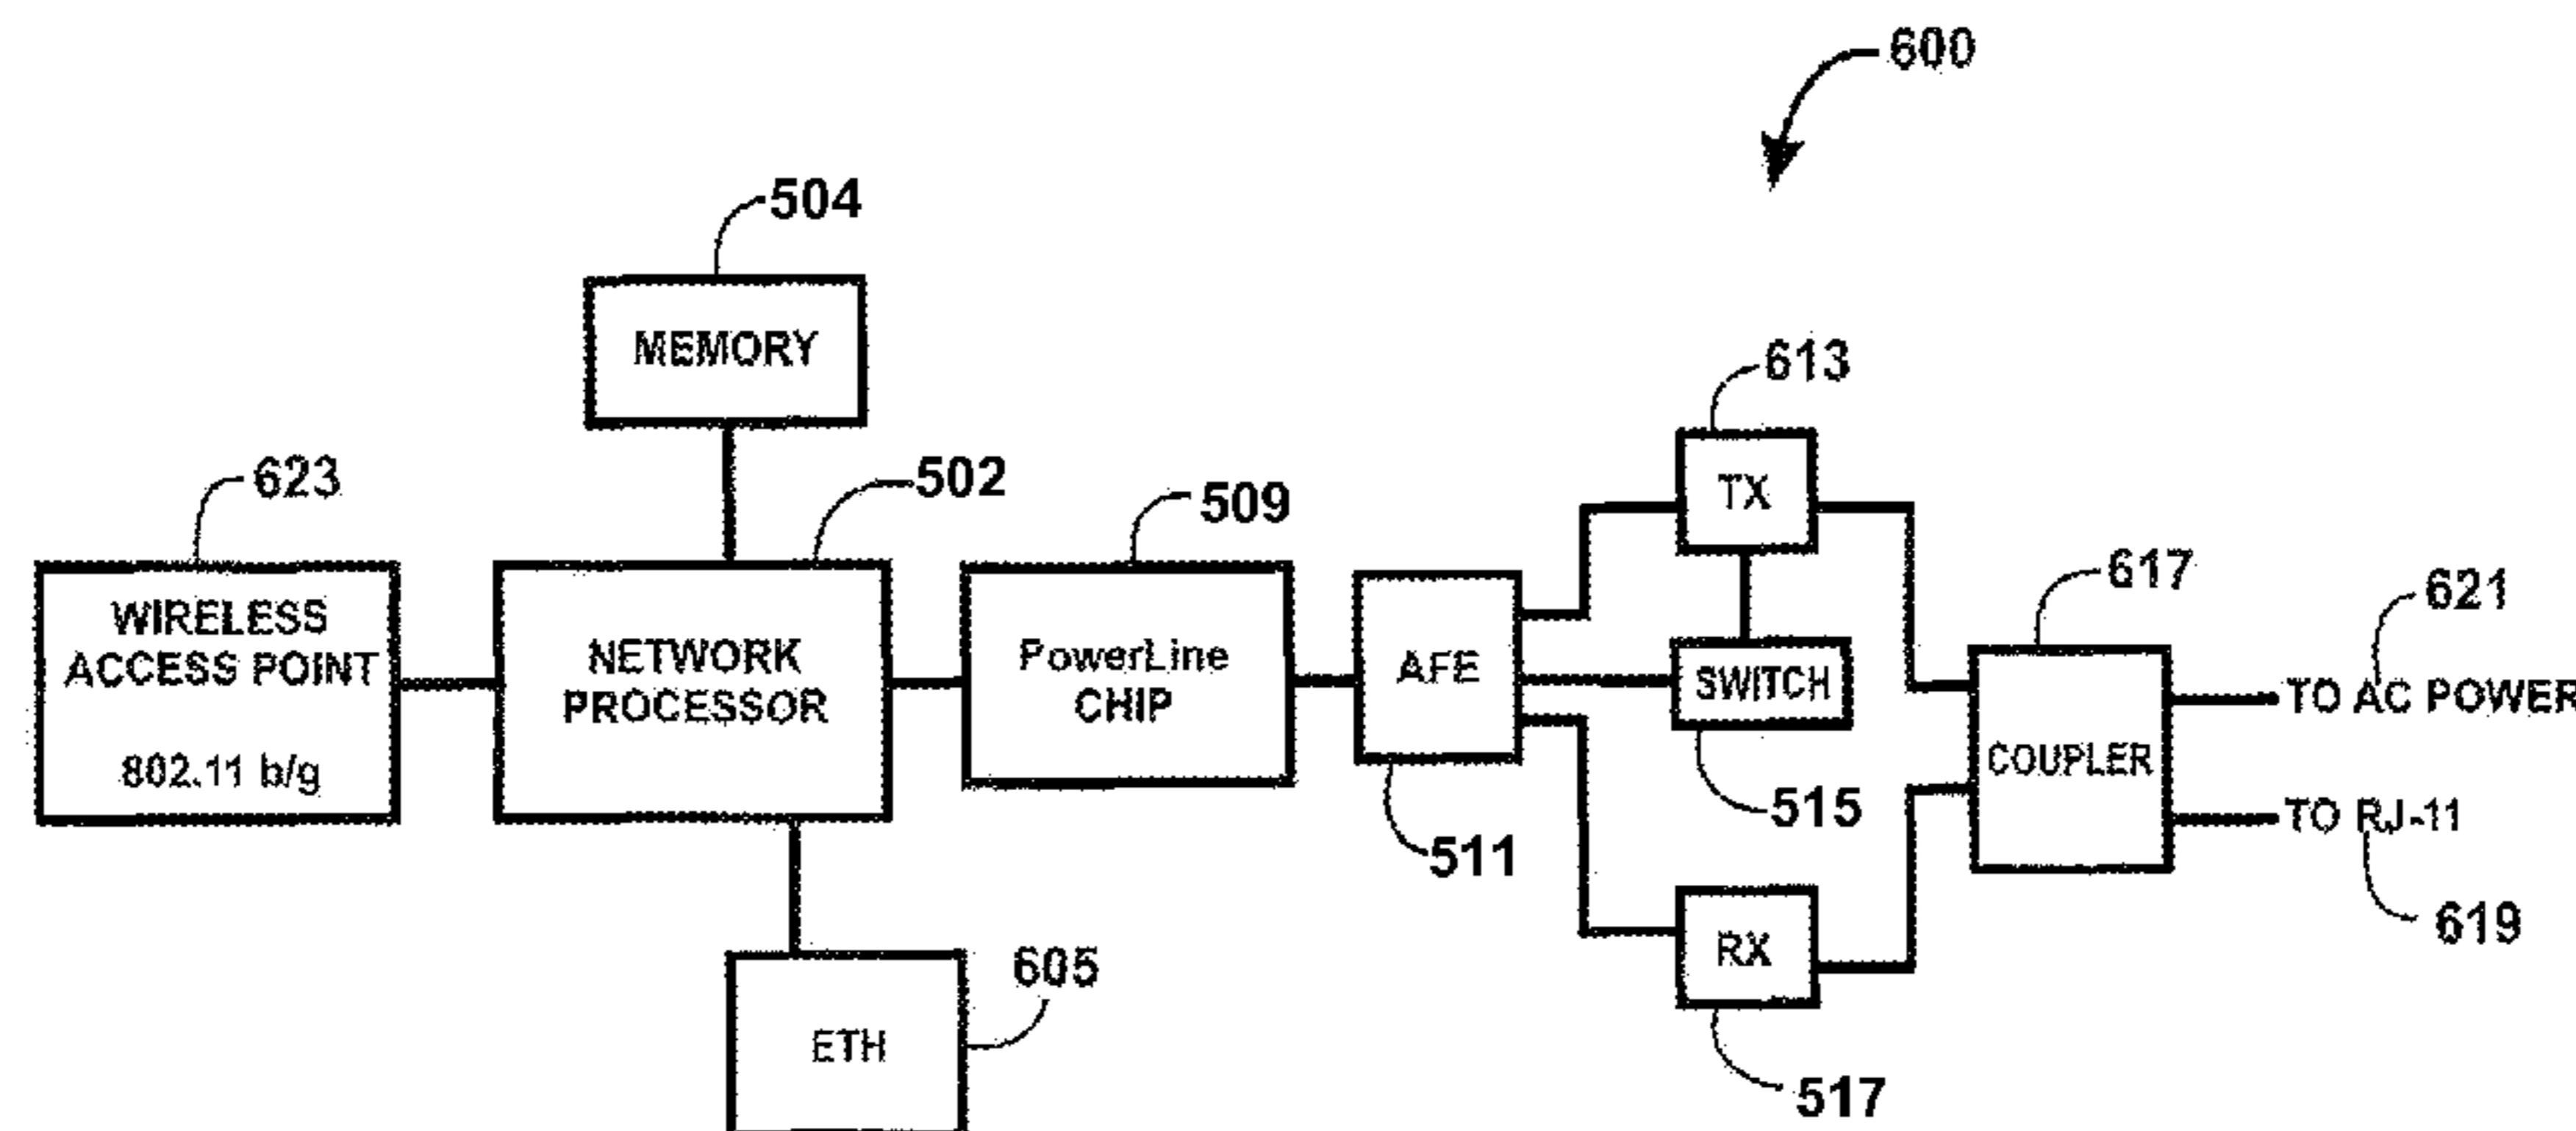 600
504
MEMORY
613
623
502
509
TX
617
621
WIRELESS
ACCESS POINT
802.11 b/g
NETWORK
PROCESSOR
PowerLine
CHIP
AFE
SWITCH
COUPLER
TO AC POWER
TO RJ-11
515
511
619
605
RX
ETH
517